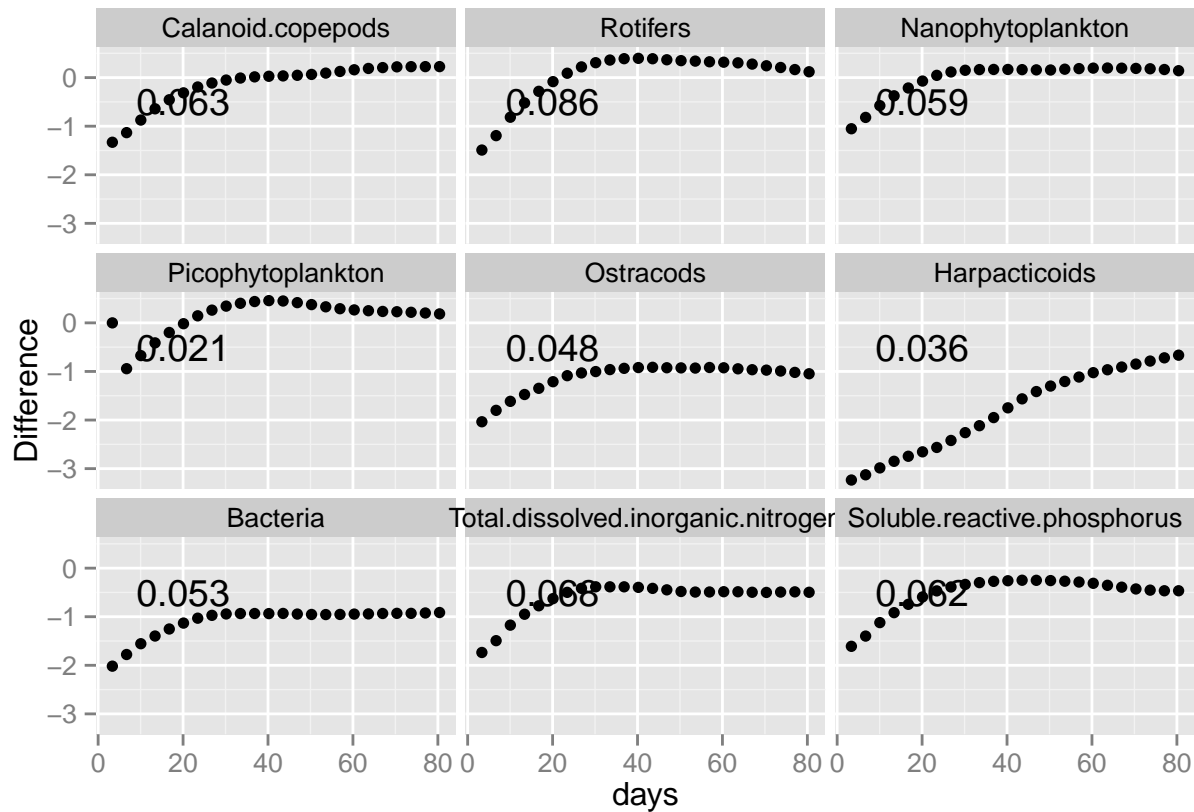 Calanoid.copepods Rotifers Nanophytoplankton
0
−1
−2
−3
0.063 0.086 0.059
Picophytoplankton Ostracods Harpacticoids
0
−1
−2
−3
0.021 0.048 0.036
Difference
Bacteria Total.dissolved.inorganic.nitrogen Soluble.reactive.phosphorus
0
−1
−2
−3
0.053 0.068 0.062
0 20 40 60 80 0 20 40 60 80 0 20 40 60 80
days